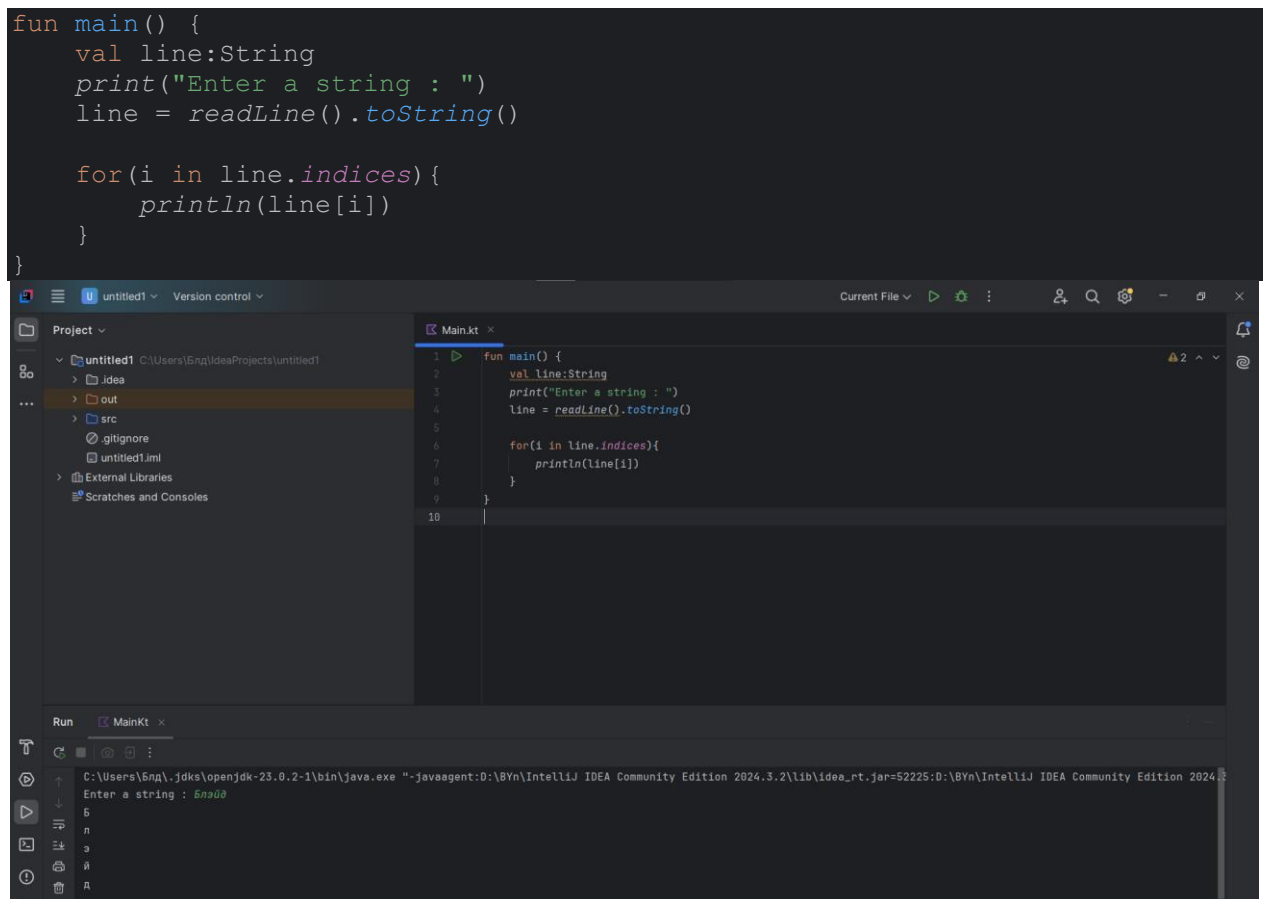 fun main() {
    val line:String
    print("Enter a string : ")
    line = readLine().toString()

    for(i in line.indices){
        println(line[i])
    }
}
U untitled1 Version control Current File
Project
Main.kt
untitled1 C:\Users\Блд\IdeaProjects\untitled1
.idea
out
src
.gitignore
untitled1.iml
External Libraries
Scratches and Consoles
1 fun main() {
2     val line:String
3     print("Enter a string : ")
4     line = readLine().toString()
5
6     for(i in line.indices){
7         println(line[i])
8     }
9 }
10
2
Run MainKt
C:\Users\Блд\.jdks\openjdk-23.0.2-1\bin\java.exe "-javaagent:D:\BYn\IntelliJ IDEA Community Edition 2024.3.2\lib\idea_rt.jar=52225:D:\BYn\IntelliJ IDEA Community Edition 2024.
Enter a string : Блэйд
Б
л
э
й
д